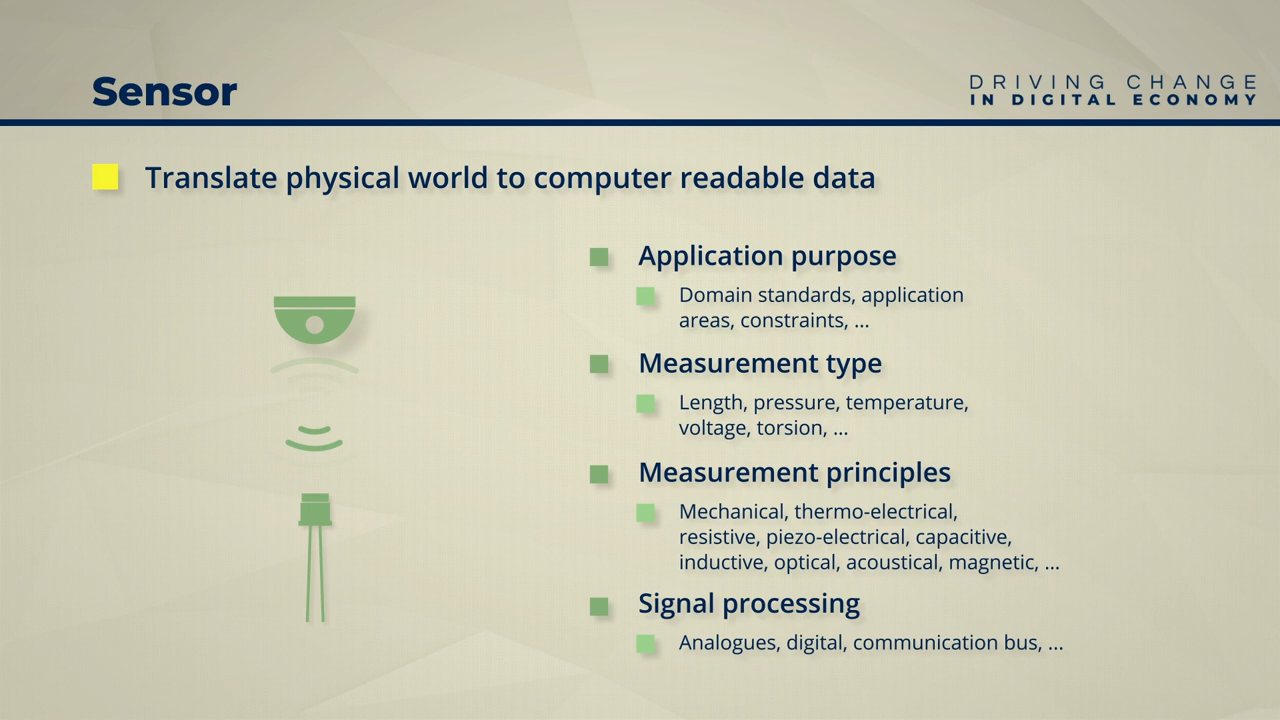 Sensor
DRIVING CHANGE
IN DIGITAL ECONOMY
Translate physical world to computer readable data
Application purpose
Domain standards, application
areas, constraints, ...
Measurement type
Length, pressure, temperature,
voltage, torsion, ...
Measurement principles
Mechanical, thermo-electrical,
resistive, piezo-electrical, capacitive,
inductive, optical, acoustical, magnetic, ...
Signal processing
Analogues, digital, communication bus, ...